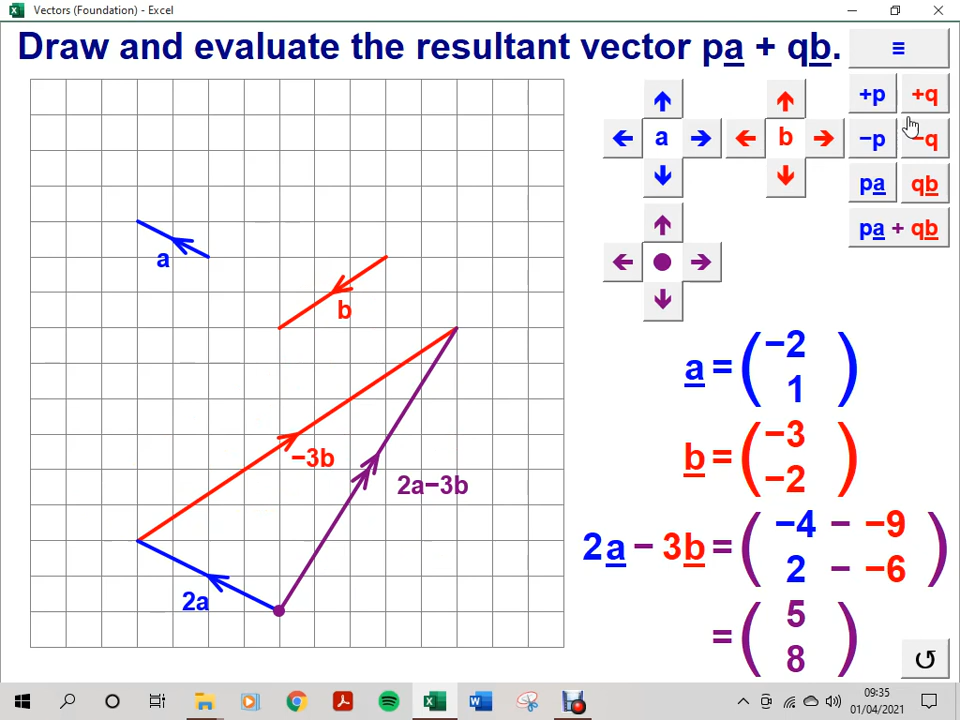 Vectors (Foundation) - Excel
Draw and evaluate the resultant vector pa + qb.
≡
+p +q
−p −q
pa qb
pa + qb
a
b
a
b
−3b
2a−3b
2a
a = (−2
1)
b = (−3
−2)
2a − 3b = (−4 − −9
2 − −6)
= (5
8)
↺
09:35
01/04/2021